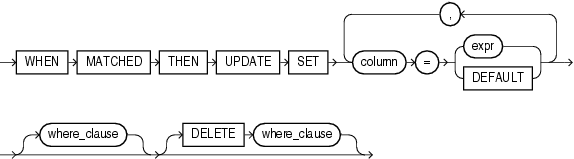 ,
WHEN MATCHED THEN UPDATE SET column = expr
DEFAULT
where_clause DELETE where_clause